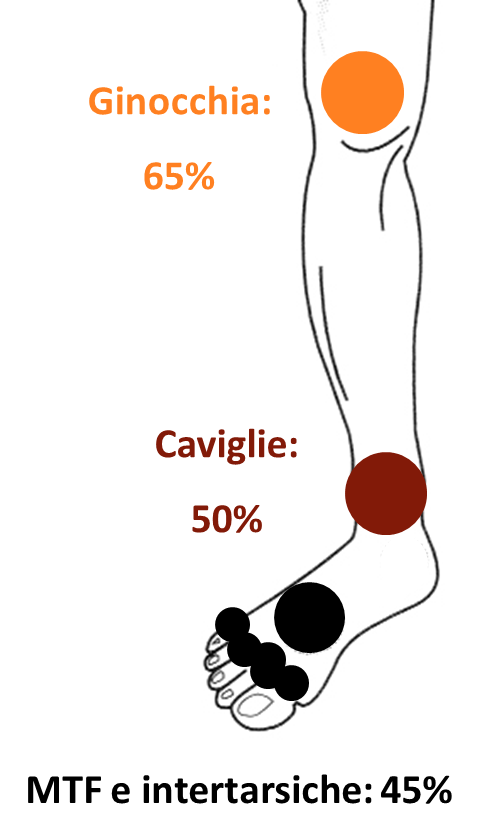 Ginocchia:
65%
Caviglie:
50%
MTF e intertarsiche: 45%